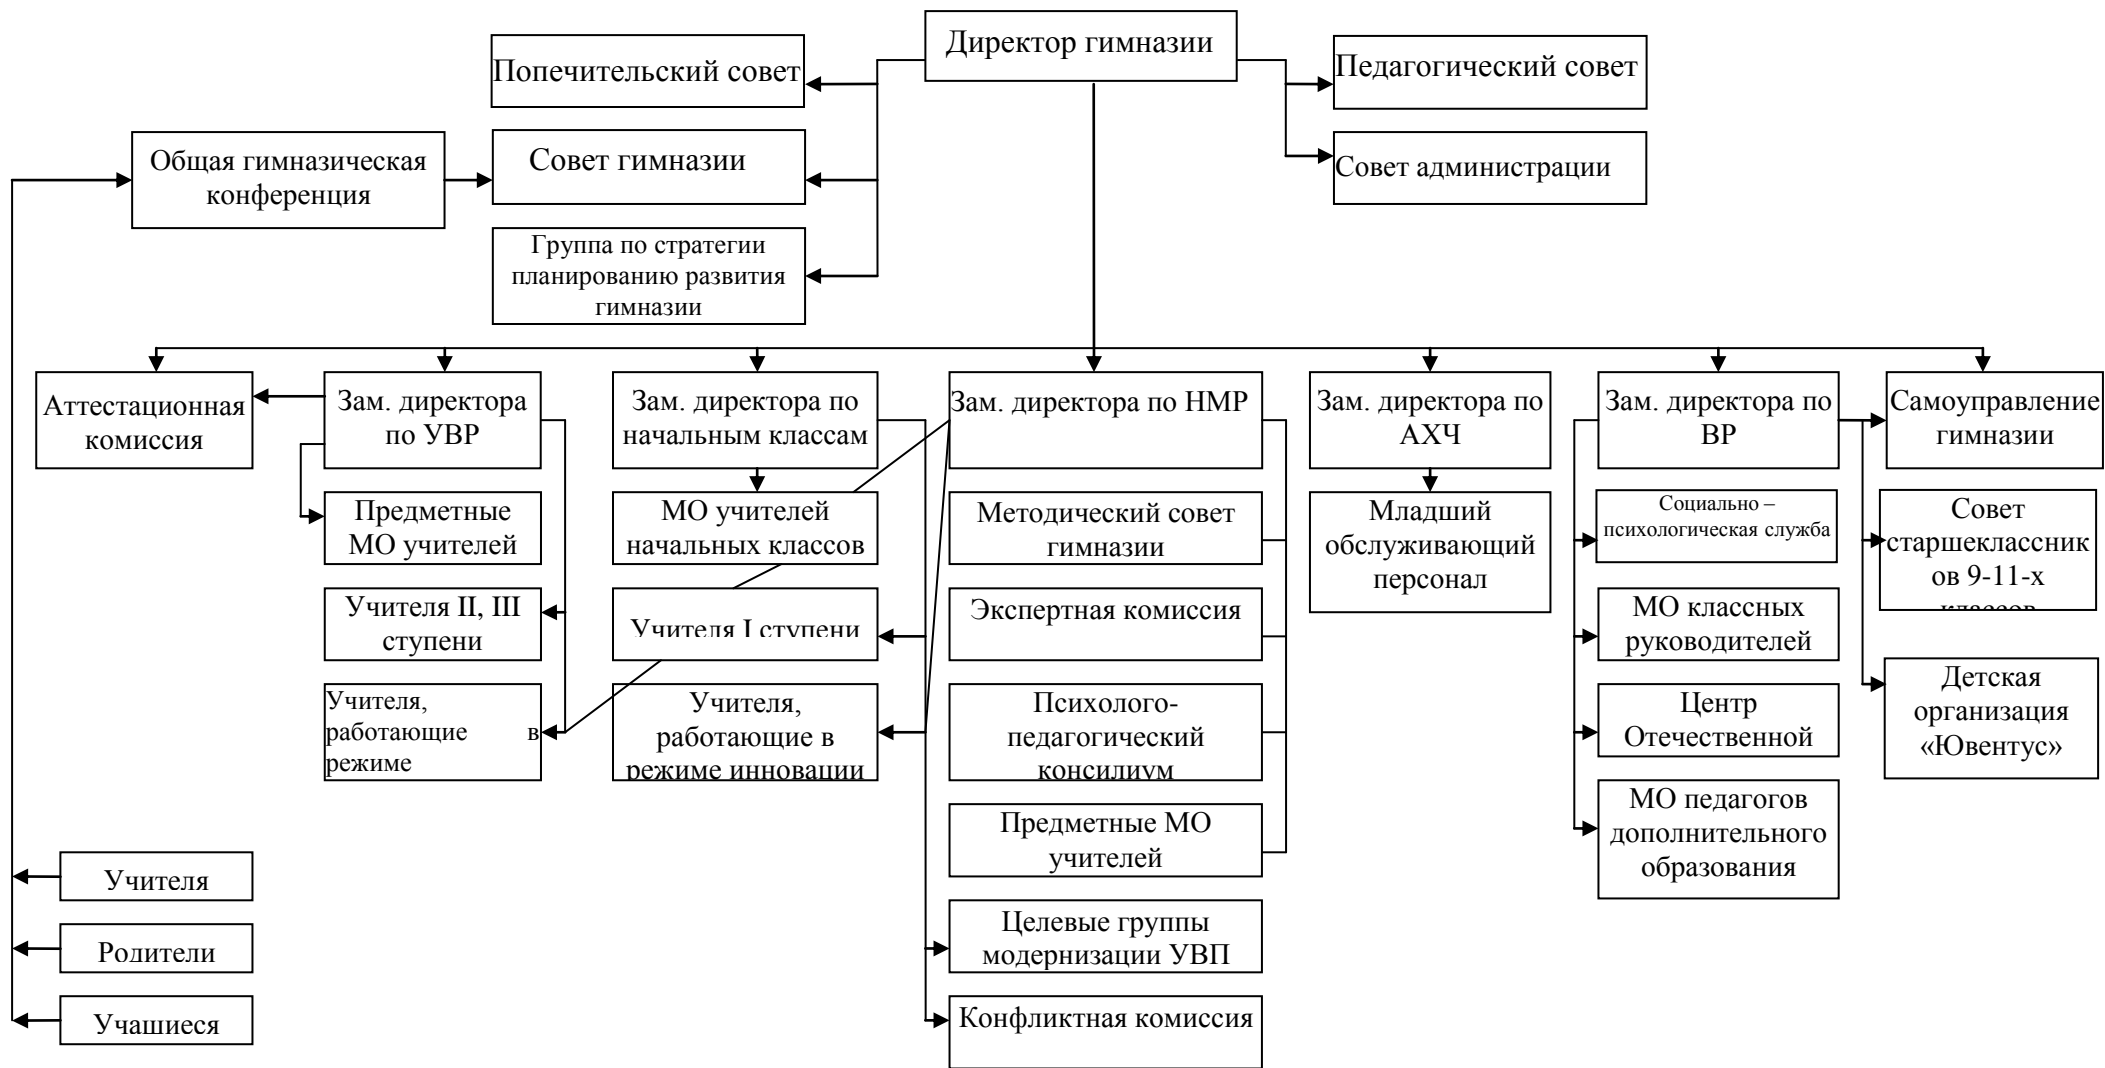 Директор гимназии
Попечительский совет
Педагогический совет
Общая гимназическая
конференция
Совет гимназии
Совет администрации
Группа по стратегии
планированию развития
гимназии
Аттестационная
комиссия
Зам. директора
по УВР
Зам. директора по
начальным классам
Зам. директора по НМР
Зам. директора по
АХЧ
Зам. директора по
ВР
Самоуправление
гимназии
Предметные
МО учителей
МО учителей
начальных классов
Методический совет
гимназии
Младший
обслуживающий
персонал
Социально –
психологическая служба
Совет
старшеклассник
ов 9-11-х
классов
Учителя II, III
ступени
Учителя I ступени
Экспертная комиссия
МО классных
руководителей
Учителя,
работающие в
режиме
Учителя,
работающие в
режиме инновации
Психолого-
педагогический
консилиум
Центр
Отечественной
Детская
организация
«Ювентус»
Предметные МО
учителей
МО педагогов
дополнительного
образования
Учителя
Родители
Учащиеся
Целевые группы
модернизации УВП
Конфликтная комиссия